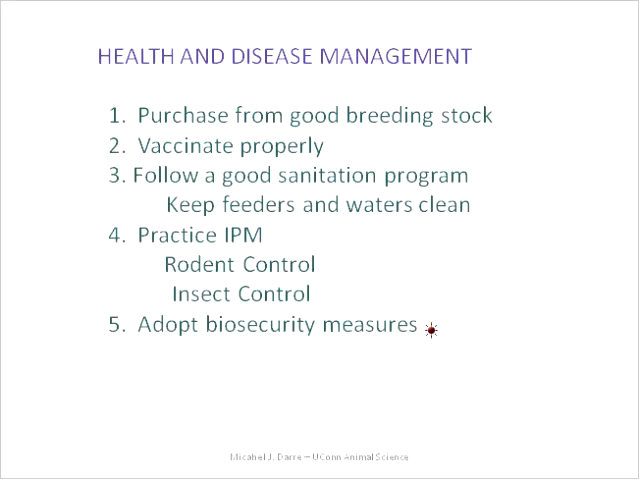 HEALTH AND DISEASE MANAGEMENT
1. Purchase from good breeding stock
2. Vaccinate properly
3. Follow a good sanitation program
Keep feeders and waters clean
4. Practice IPM
Rodent Control
Insect Control
5. Adopt biosecurity measures
Micahel J. Darre – UConn Animal Science